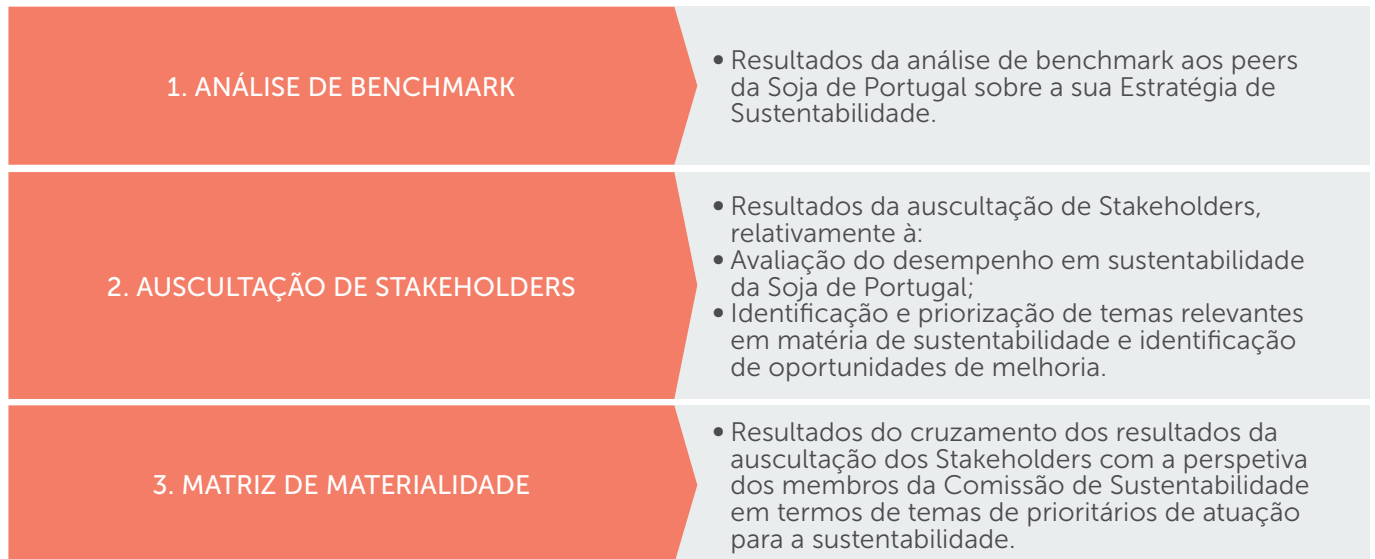 1. ANÁLISE DE BENCHMARK
• Resultados da análise de benchmark aos peers
da Soja de Portugal sobre a sua Estratégia de
Sustentabilidade.
2. AUSCULTAÇÃO DE STAKEHOLDERS
• Resultados da auscultação de Stakeholders,
relativamente à:
• Avaliação do desempenho em sustentabilidade
da Soja de Portugal;
• Identificação e priorização de temas relevantes
em matéria de sustentabilidade e identificação
de oportunidades de melhoria.
3. MATRIZ DE MATERIALIDADE
• Resultados do cruzamento dos resultados da
auscultação dos Stakeholders com a perspetiva
dos membros da Comissão de Sustentabilidade
em termos de temas de prioritários de atuação
para a sustentabilidade.